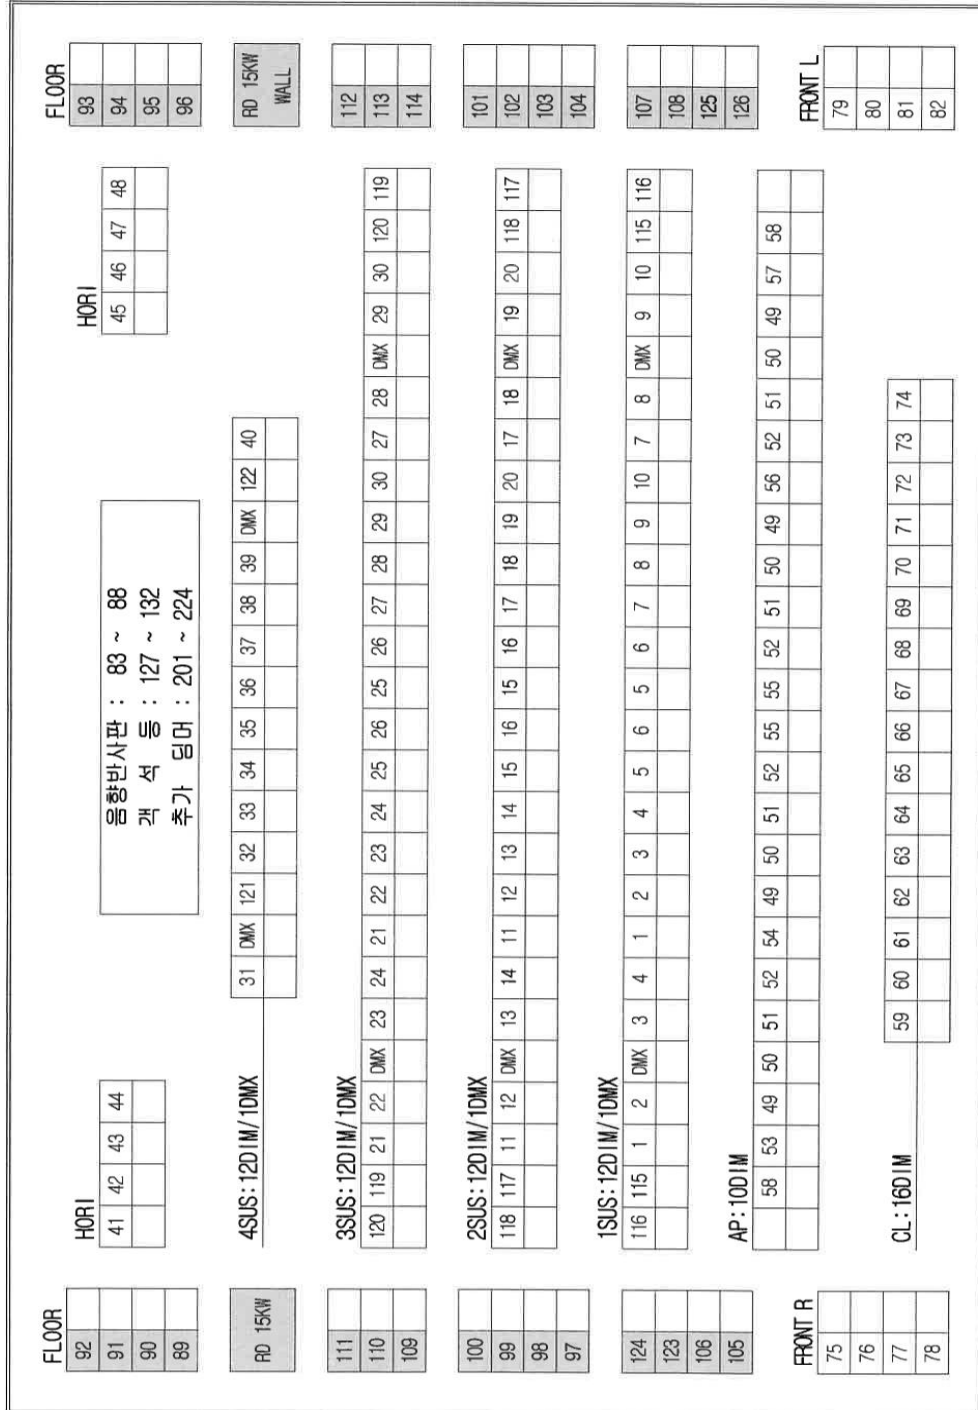 FLOOR
92
91
90
89
HORI
41 42 43 44
음향반사판 : 83 ~ 88
객 석 등 : 127 ~ 132
추가 딤머 : 201 ~ 224
HORI
45 46 47 48
FLOOR
93
94
95
96
RD 15KW
4SUS:12DIM/1DMX
31 DMX 121 32 33 34 35 36 37 38 39 DMX 122 40
RD 15KW
WALL
111
110
109
3SUS:12DIM/1DMX
120 119 21 22 DMX 23 24 21 22 23 24 25 26 25 26 27 28 29 30 27 28 DMX 29 30 120 119
112
113
114
100
99
98
97
2SUS:12DIM/1DMX
118 117 11 12 DMX 13 14 11 12 13 14 15 16 15 16 17 18 19 20 17 18 DMX 19 20 118 117
101
102
103
104
124
123
106
105
1SUS:12DIM/1DMX
116 115 1 2 DMX 3 4 1 2 3 4 5 6 5 6 7 8 9 10 7 8 DMX 9 10 115 116
107
108
125
126
FRONT R
75
76
77
78
AP:10DIM
58 53 49 50 51 52 54 49 50 51 52 55 55 52 51 50 49 56 52 51 50 49 57 58
CL:16DIM
59 60 61 62 63 64 65 66 67 68 69 70 71 72 73 74
FRONT L
79
80
81
82